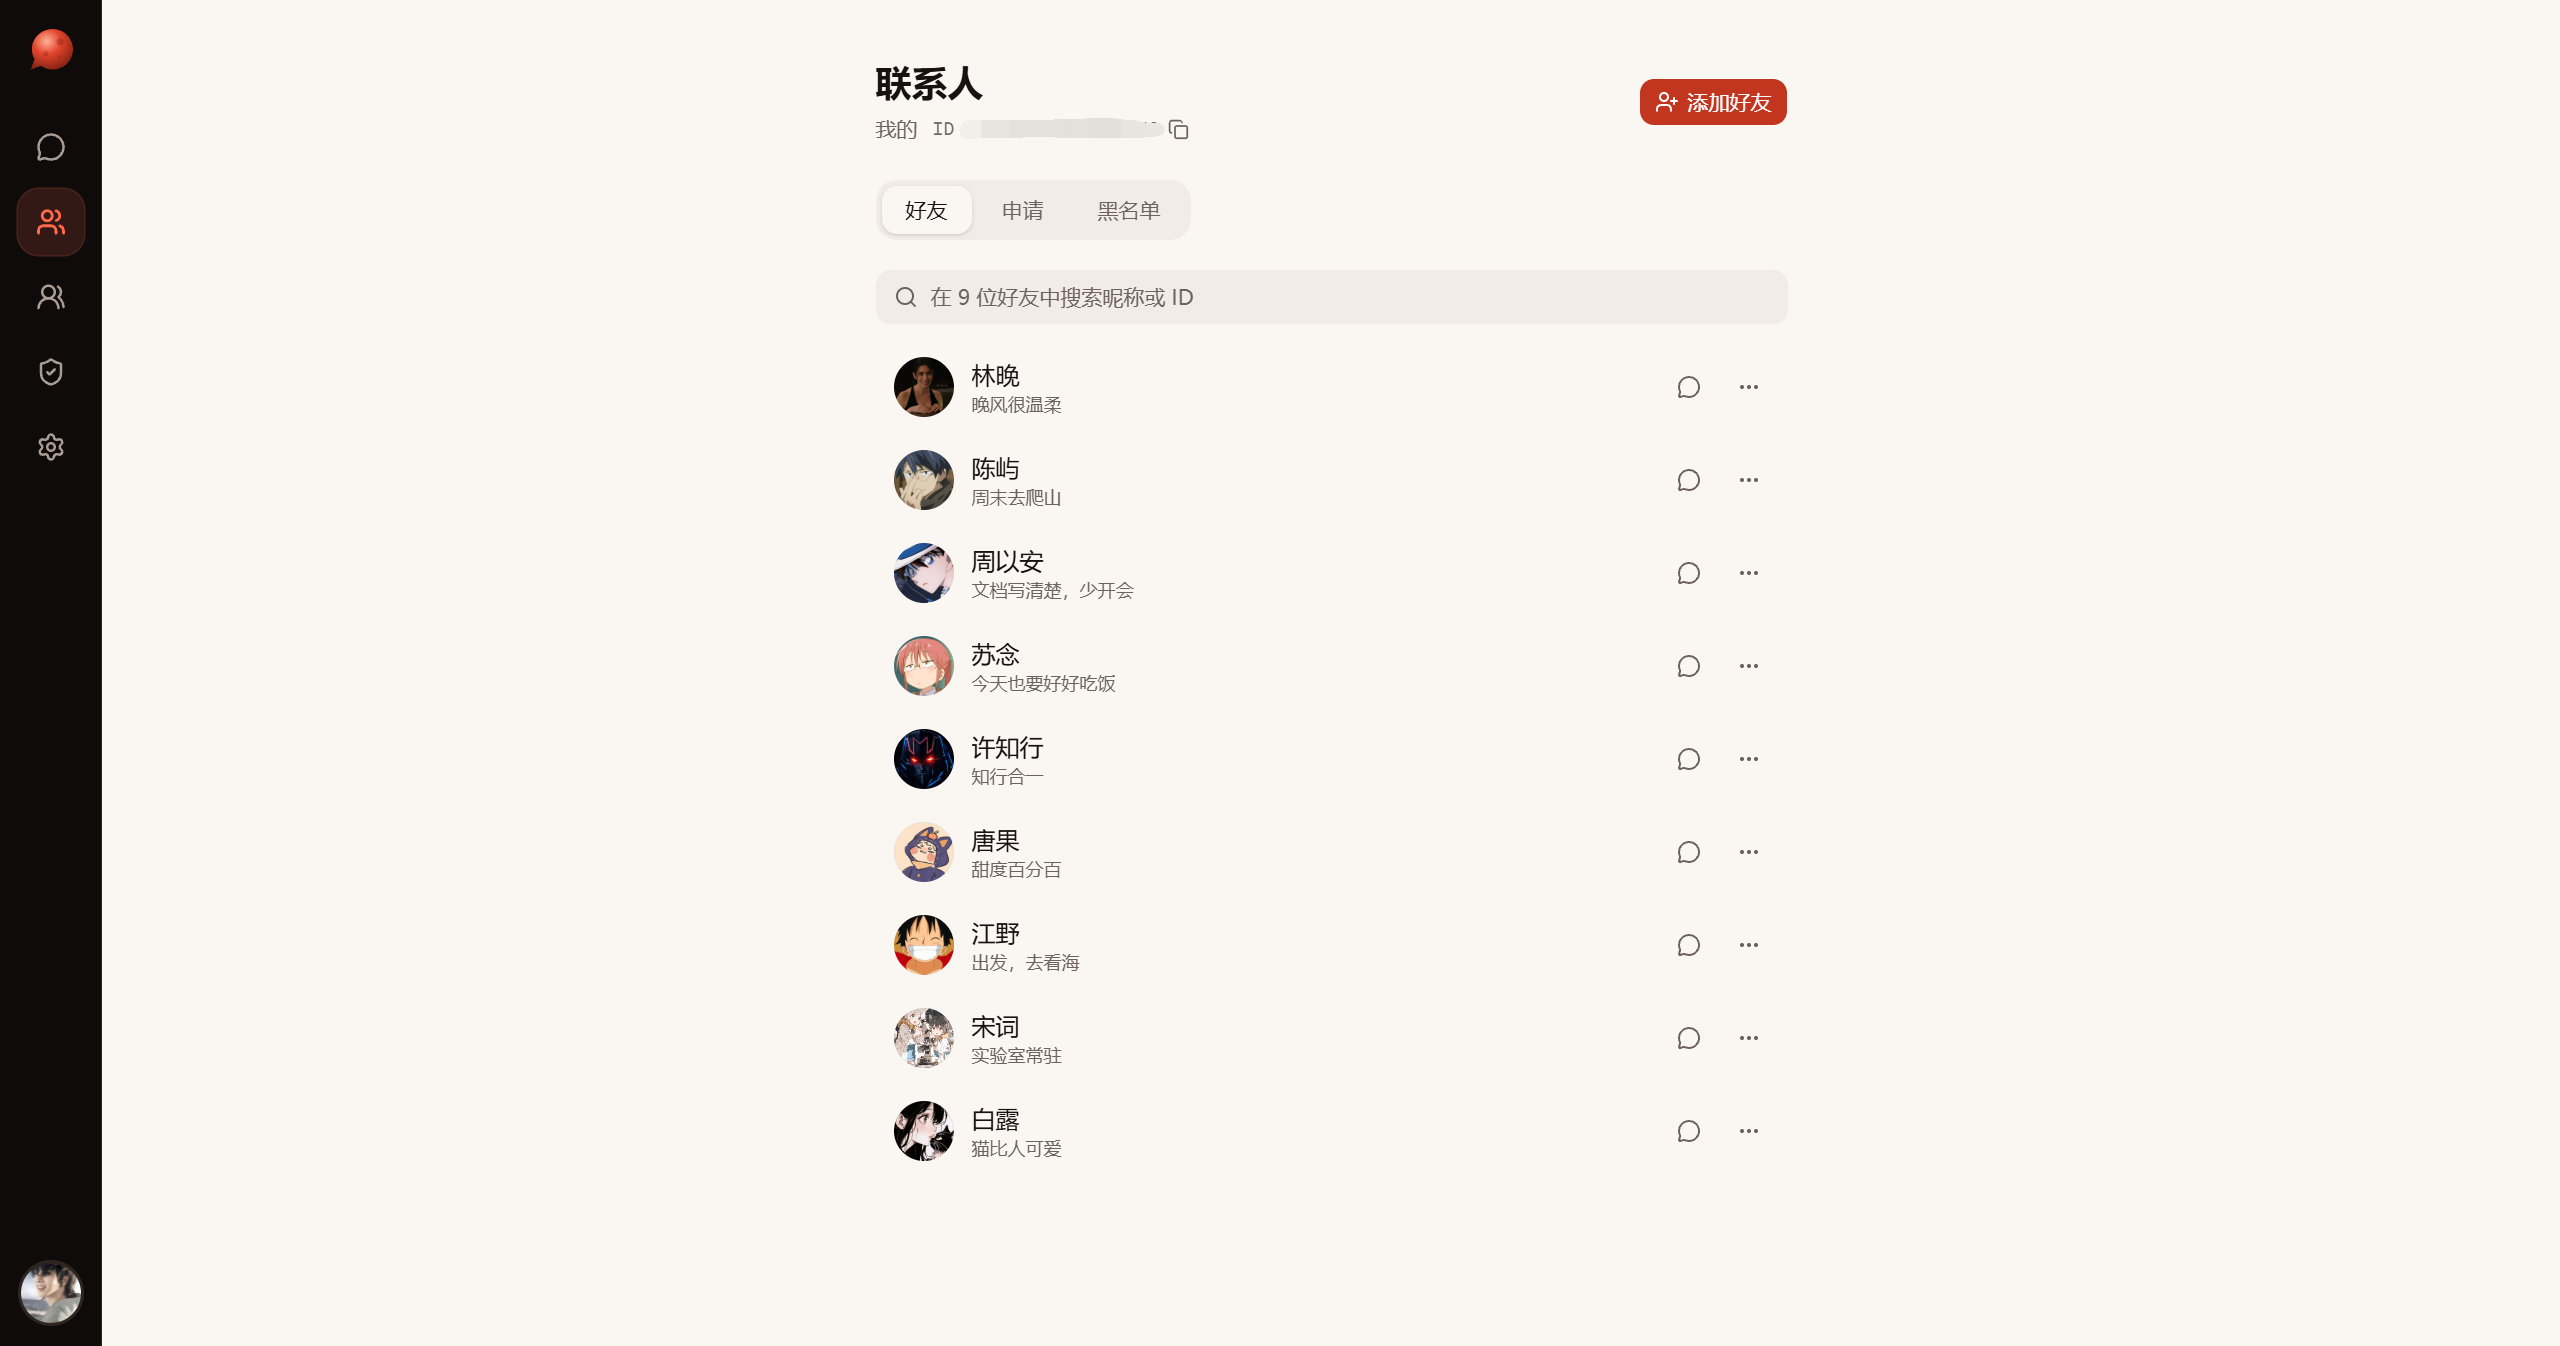 联系人
添加好友
我的 ID
好友
申请
黑名单
在 9 位好友中搜索昵称或 ID
林晚
晚风很温柔
陈屿
周末去爬山
周以安
文档写清楚，少开会
苏念
今天也要好好吃饭
许知行
知行合一
唐果
甜度百分百
江野
出发，去看海
宋词
实验室常驻
白露
猫比人可爱